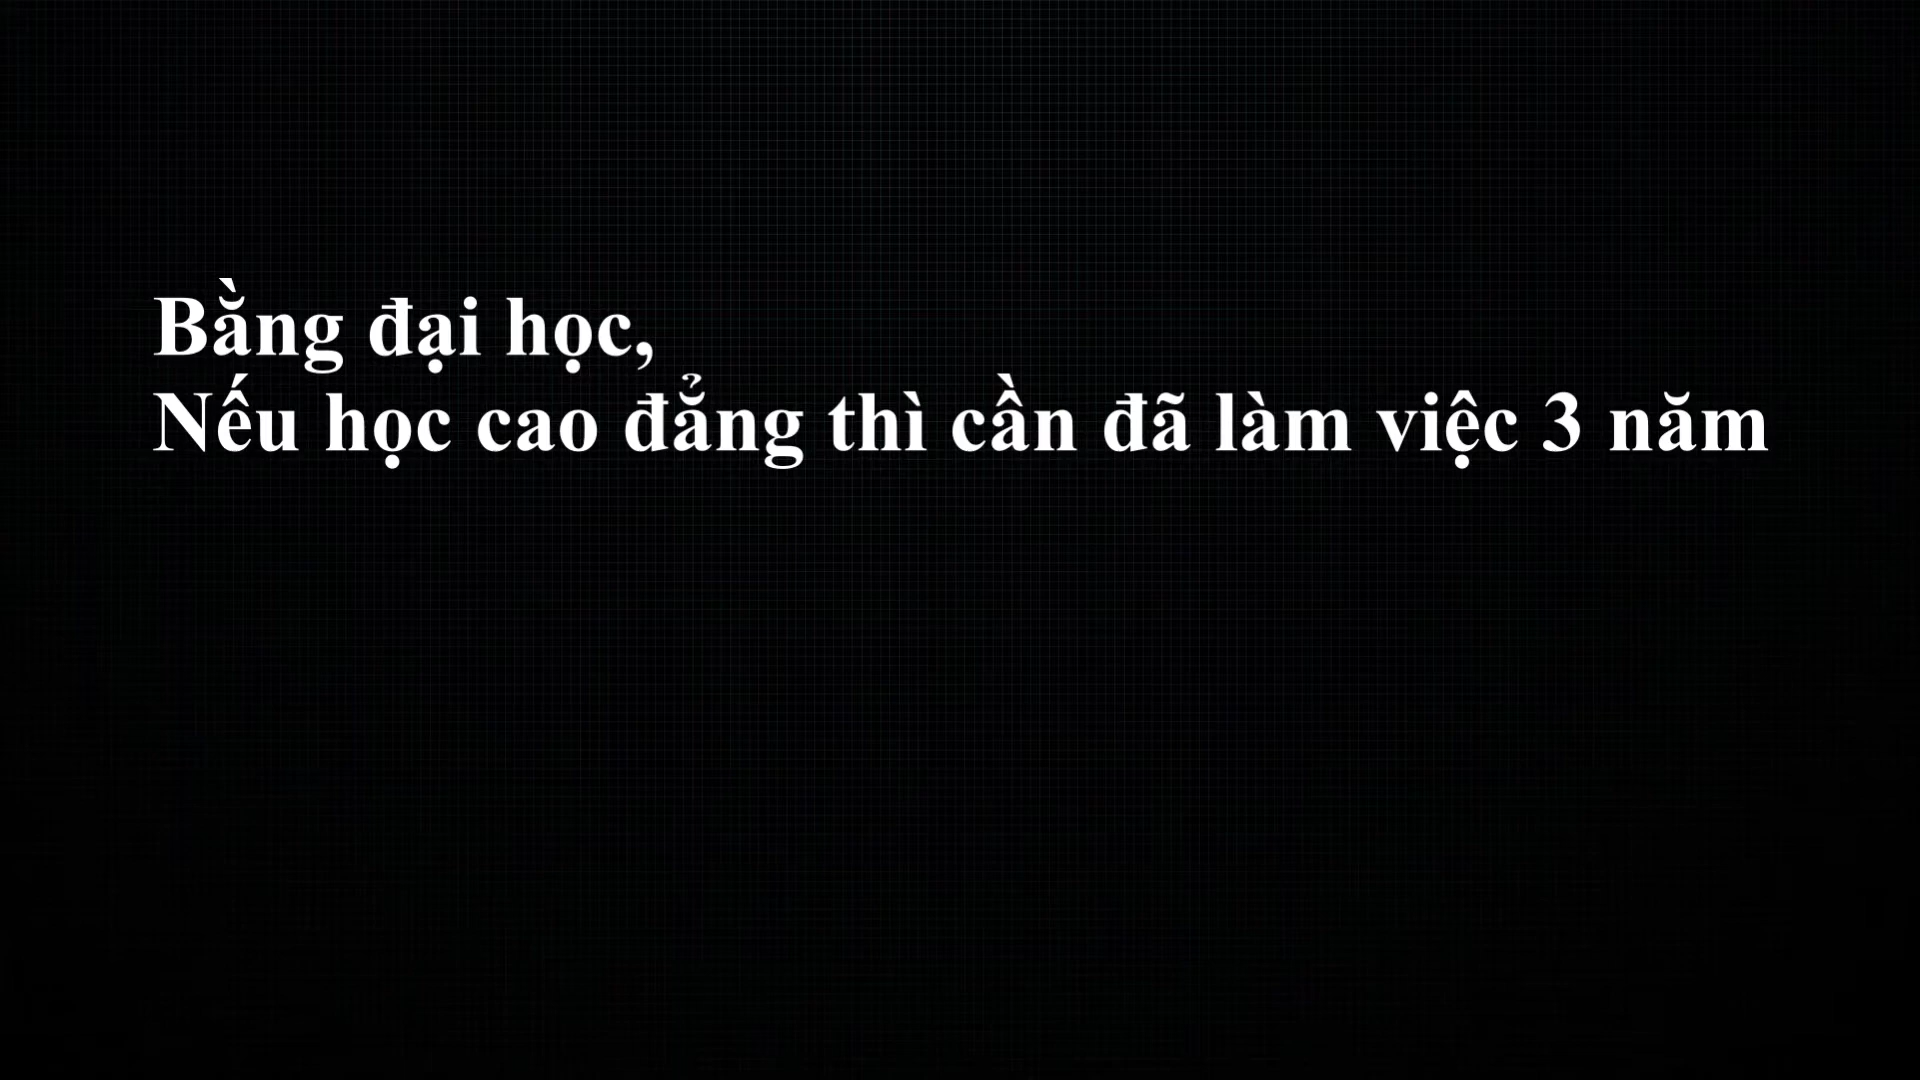 Bằng đại học,
Nếu học cao đẳng thì cần đã làm việc 3 năm